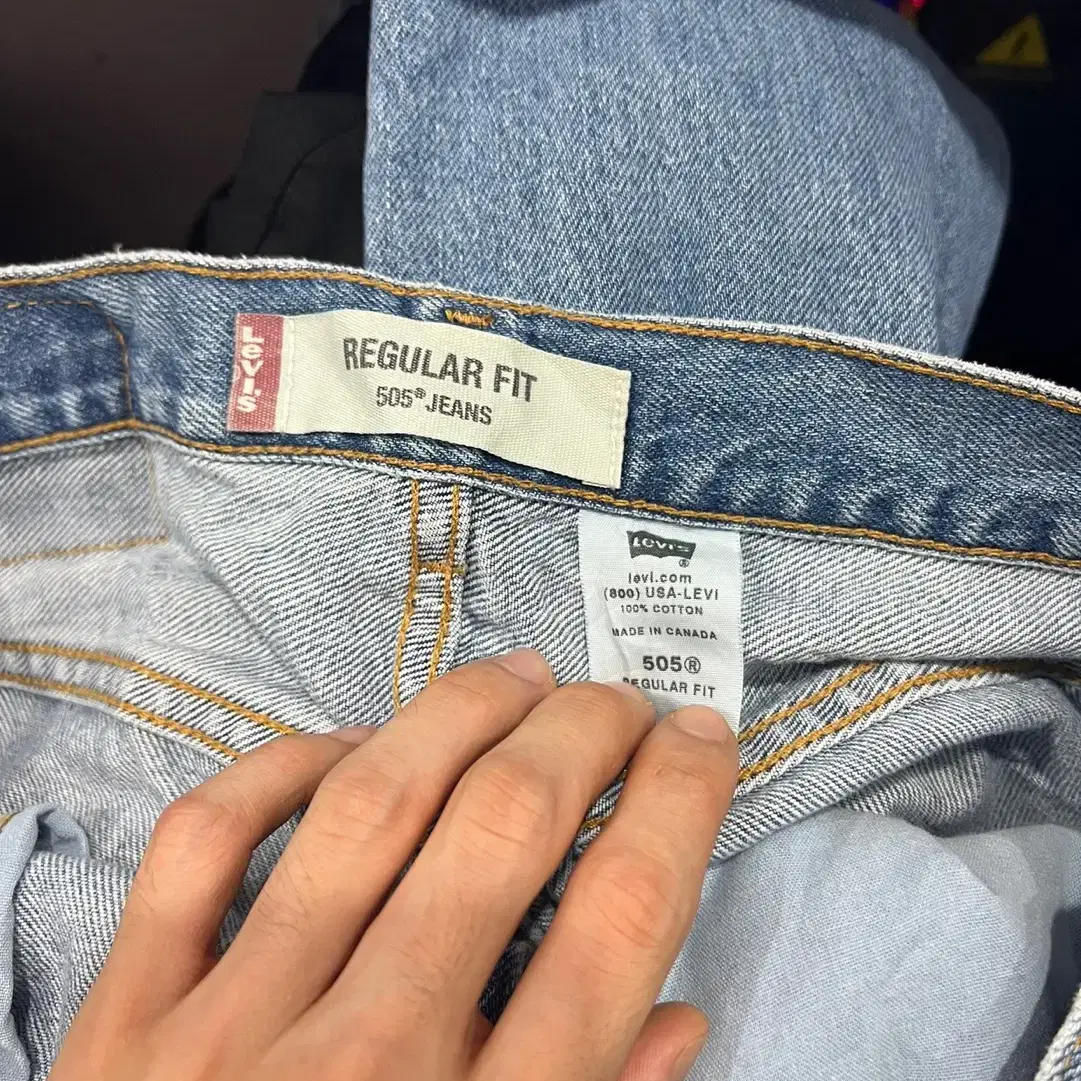 Levi's
REGULAR FIT
505® JEANS
Levi's
®
levi.com
(800) USA-LEVI
100% COTTON
MADE IN CANADA
505®
REGULAR FIT